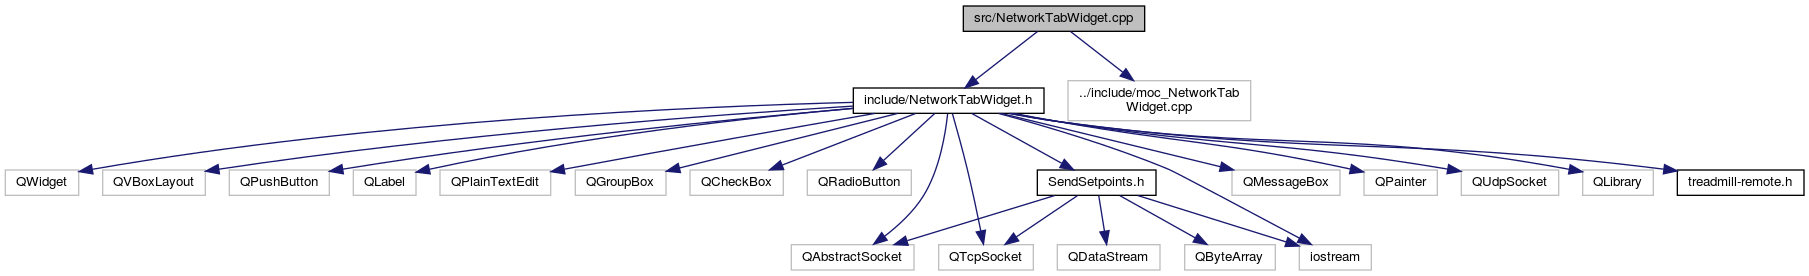 src/NetworkTabWidget.cpp
include/NetworkTabWidget.h
../include/moc_NetworkTab
Widget.cpp
QWidget
QVBoxLayout
QPushButton
QLabel
QPlainTextEdit
QGroupBox
QCheckBox
QRadioButton
SendSetpoints.h
QMessageBox
QPainter
QUdpSocket
QLibrary
treadmill-remote.h
QAbstractSocket
QTcpSocket
QDataStream
QByteArray
iostream